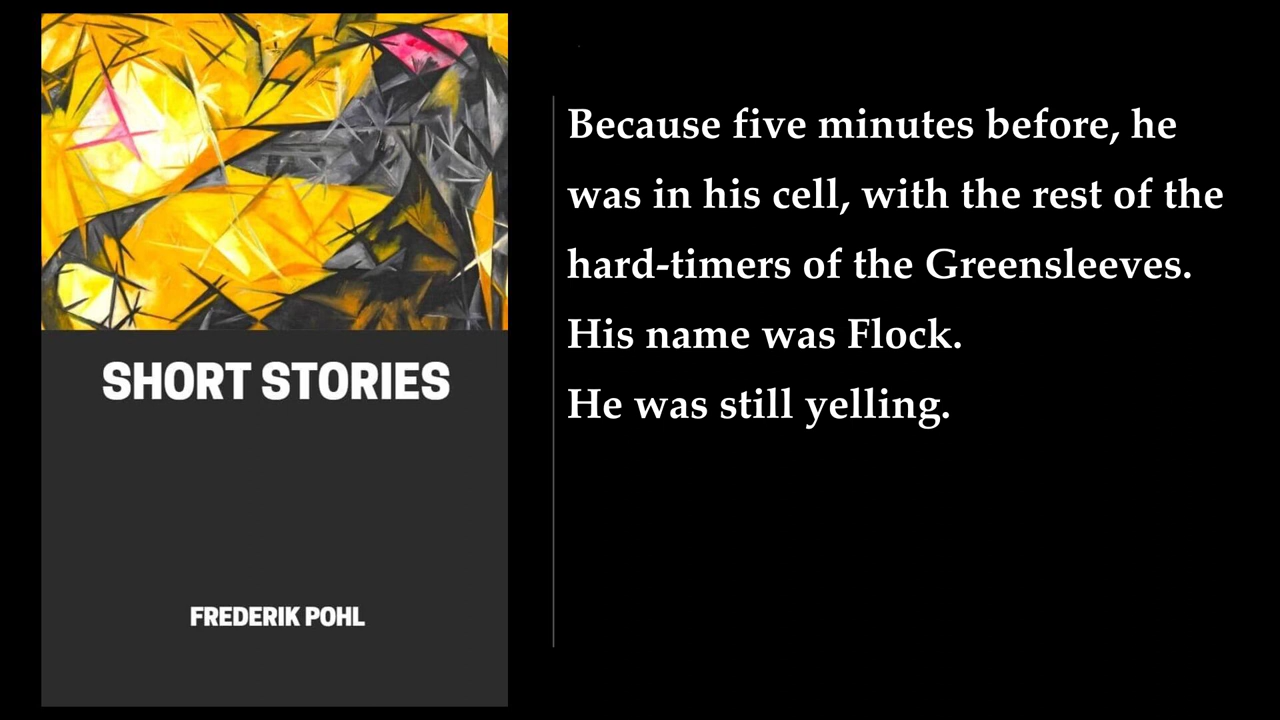 SHORT STORIES
FREDERIK POHL
Because five minutes before, he
was in his cell, with the rest of the
hard-timers of the Greensleeves.
His name was Flock.
He was still yelling.